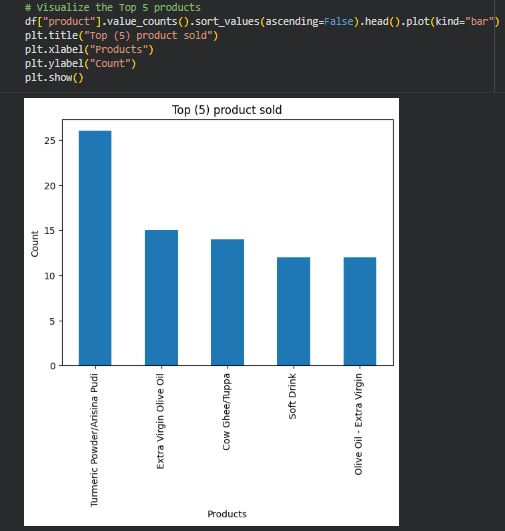 # Visualize the Top 5 products
df["product"].value_counts().sort_values(ascending=False).head().plot(kind="bar")
plt.title("Top (5) product sold")
plt.xlabel("Products")
plt.ylabel("Count")
plt.show()
Top (5) product sold
Count
25
20
15
10
5
0
Turmeric Powder/Arisina Pudi
Extra Virgin Olive Oil
Cow Ghee/Tuppa
Soft Drink
Olive Oil - Extra Virgin
Products